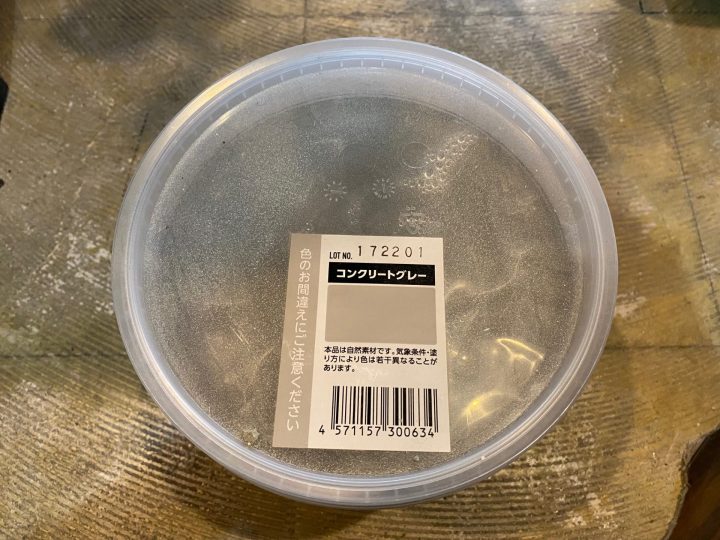 LOT NO. 172201
コンクリートグレー
本品は自然素材です。気象条件・塗
り方により色は若干異なることが
あります。
4 571157 300634
色のお間違えにご注意ください